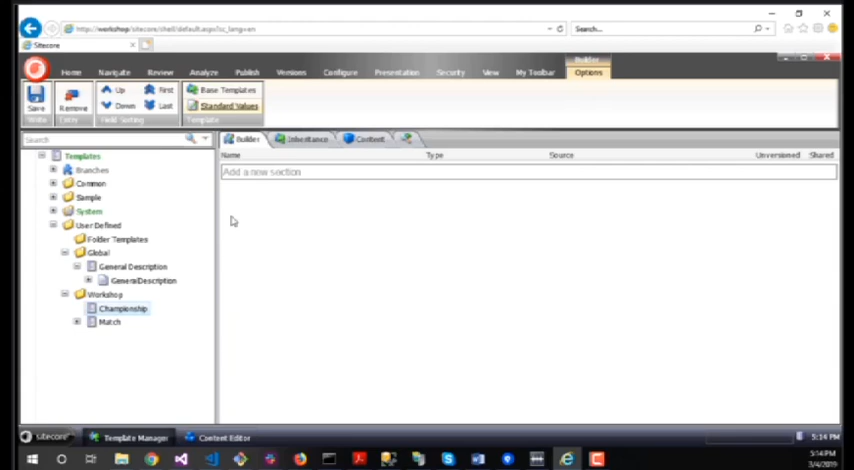 http://workshop/sitecore/shell/default.aspx?sc_lang=en
Search...
Sitecore
Builder
Home Navigate Review Analyze Publish Versions Configure Presentation Security View My Toolbar Options
Save Remove Up First Base Templates
Down Last Standard Values
Write Field Sorting Template
Search Builder Inheritance Content
Name Type Source Unversioned Shared
Add a new section
Templates
Branches
Common
Sample
System
User Defined
Folder Templates
Global
General Description
GeneralDescription
Workshop
Championship
Match
sitecore Template Manager Content Editor 5:14 PM
5:14 PM
3/4/2019